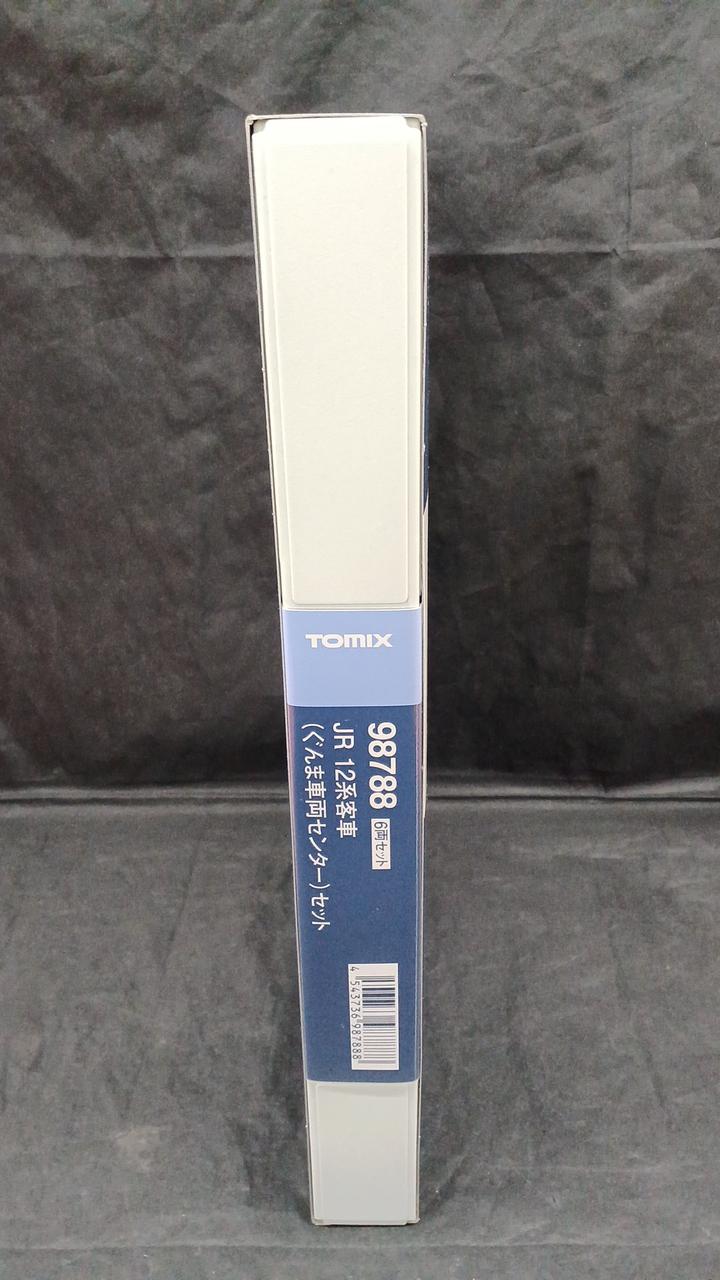 TOMIX
98788 6両セット
JR 12系客車
(ぐんま車両センター)セット
4 543736 987888